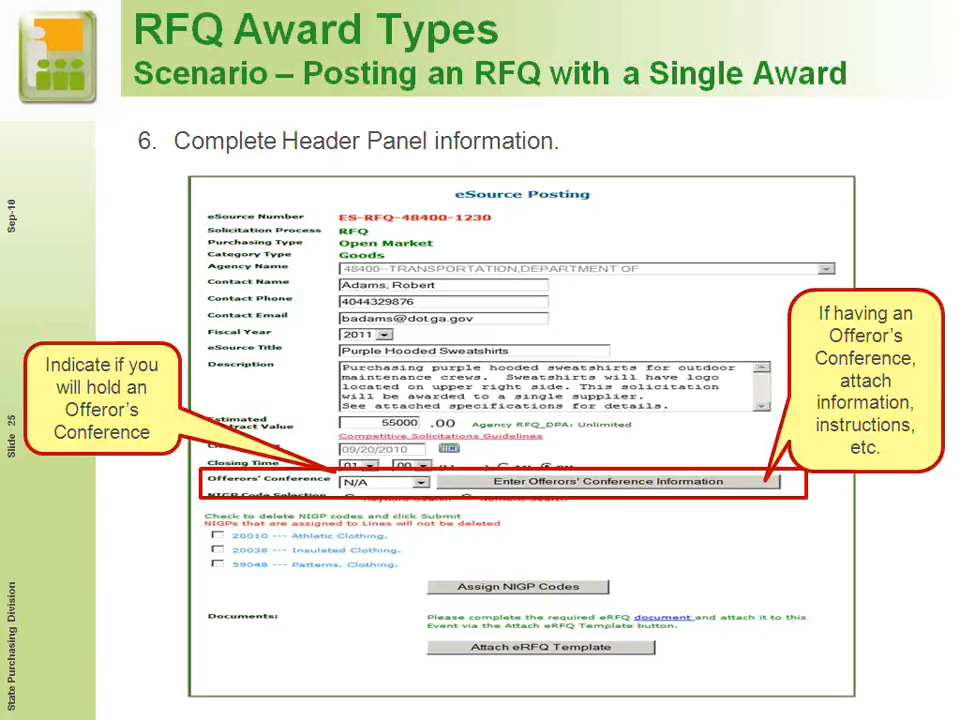 RFQ Award Types
Scenario – Posting an RFQ with a Single Award
6. Complete Header Panel information.
eSource Posting
eSource Number ES-RFQ-48400-1230
Solicitation Process RFQ
Purchasing Type Open Market
Category Type Goods
Agency Name 48400--TRANSPORTATION,DEPARTMENT OF
Contact Name Adams, Robert
Contact Phone 4044329876
Contact Email badams@dot.ga.gov
Fiscal Year 2011
eSource Title Purple Hooded Sweatshirts
Description Purchasing purple hooded sweatshirts for outdoor
maintenance crews. Sweatshirts will have logo
located on upper right side. This solicitation
will be awarded to a single supplier.
See attached specifications for details.
Estimated
Value 55000 .00 Agency RFQ_DPA: Unlimited
Competitive Solicitations Guidelines
09/20/2010
Closing Time 01 00
Offerors' Conference N/A Enter Offerors' Conference Information
NIGP Code Selection
Check to delete NIGP codes and click Submit
NIGPs that are assigned to Lines will not be deleted
20010 --- Athletic Clothing.
20038 --- Insulated Clothing.
59048 --- Patterns, Clothing.
Assign NIGP Codes
Documents: Please complete the required eRFQ document and attach it to this
Event via the Attach eRFQ Template button.
Attach eRFQ Template
Indicate if you
will hold an
Offeror's
Conference
If having an
Offeror's
Conference,
attach
information,
instructions,
etc.
Sep-10
Slide 25
State Purchasing Division